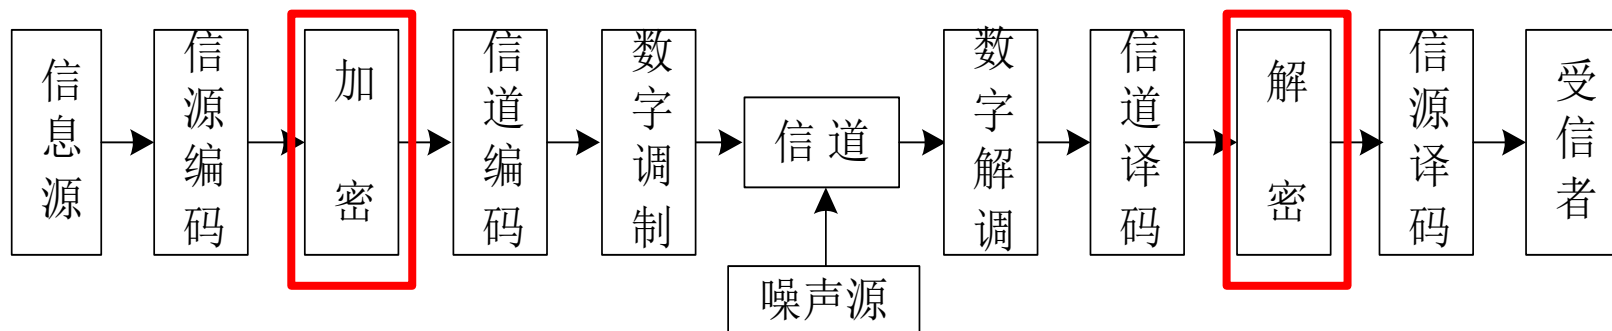 信息源
信源编码
加密
信道编码
数字调制
信道
噪声源
数字解调
信道译码
解密
信源译码
受信者